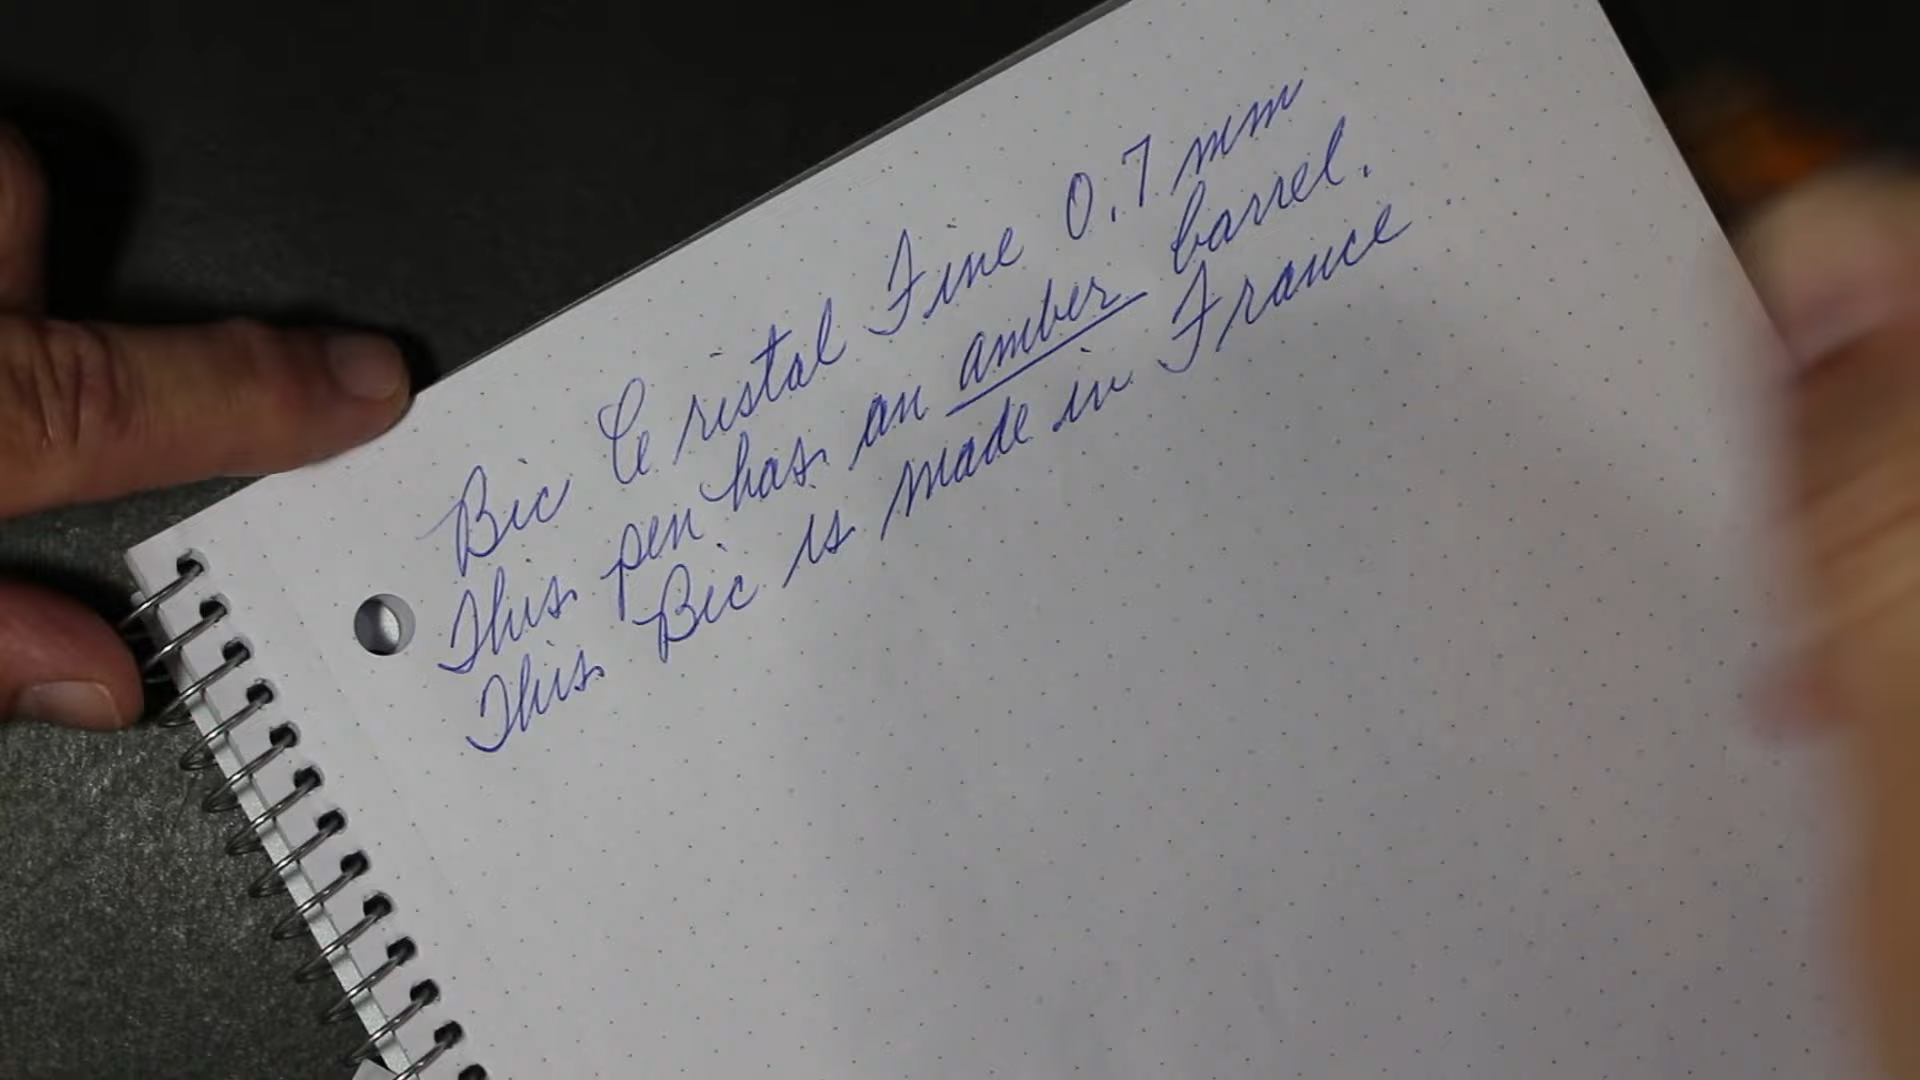 Bic Cristal Fine 0.7 mm
This pen has an amber barrel.
This Bic is made in France